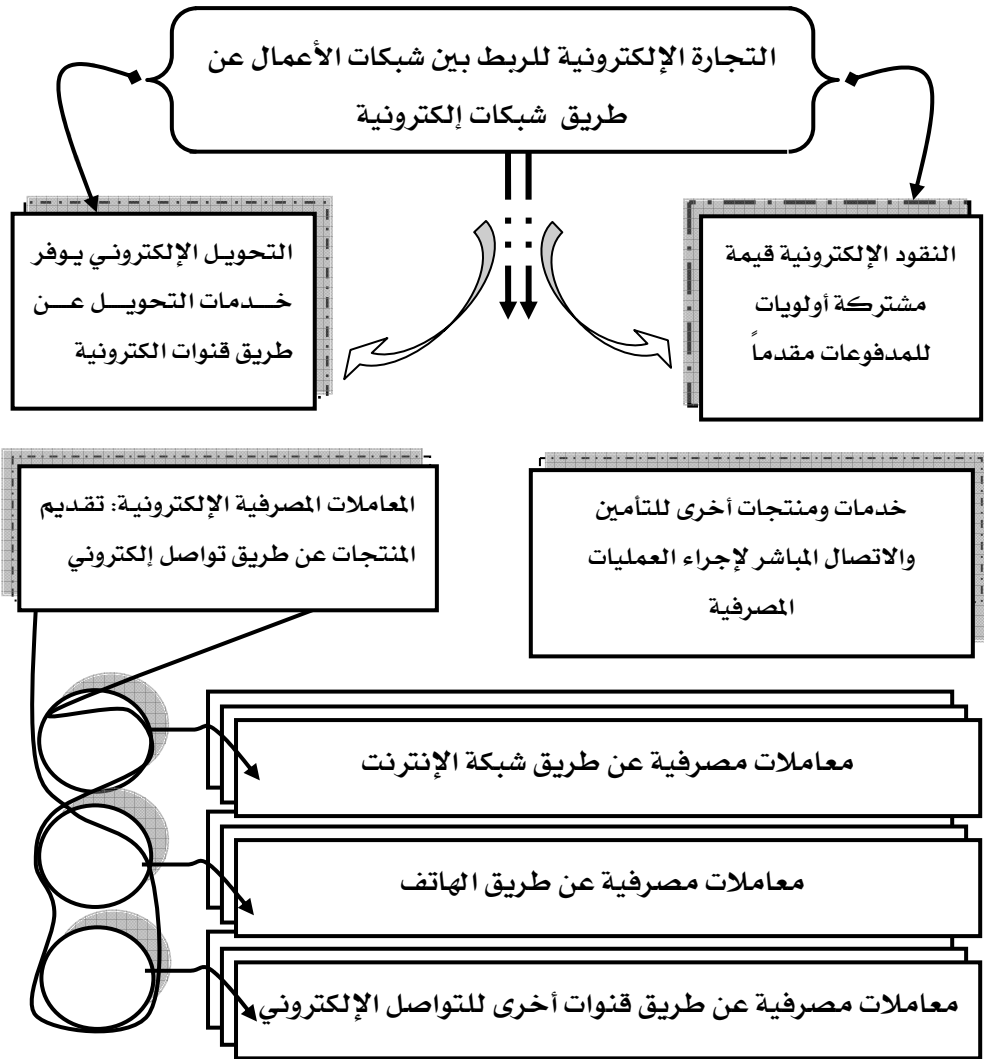 التجارة الإلكترونية للربط بين شبكات الأعمال عن
طريق شبكات إلكترونية
النقود الإلكترونية قيمة
مشتركة أولويات
للمدفوعات مقدماً
التحويل الإلكتروني يوفر
خدمات التحويل عن
طريق قنوات الكترونية
خدمات ومنتجات أخرى للتأمين
والاتصال المباشر لإجراء العمليات
المصرفية
المعاملات المصرفية الإلكترونية: تقديم
المنتجات عن طريق تواصل إلكتروني
معاملات مصرفية عن طريق شبكة الإنترنت
معاملات مصرفية عن طريق الهاتف
معاملات مصرفية عن طريق قنوات أخرى للتواصل الإلكتروني